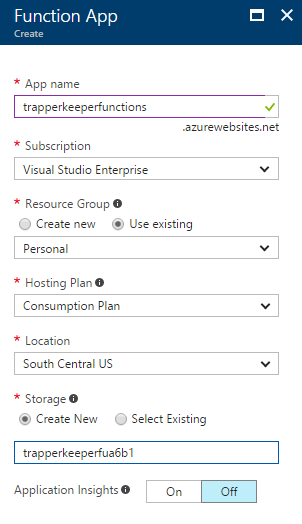 Function App
Create
* App name
trapperkeeperfunctions
.azurewebsites.net
* Subscription
Visual Studio Enterprise
* Resource Group
Create new Use existing
Personal
* Hosting Plan
Consumption Plan
* Location
South Central US
* Storage
Create New Select Existing
trapperkeeperfua6b1
Application Insights On Off